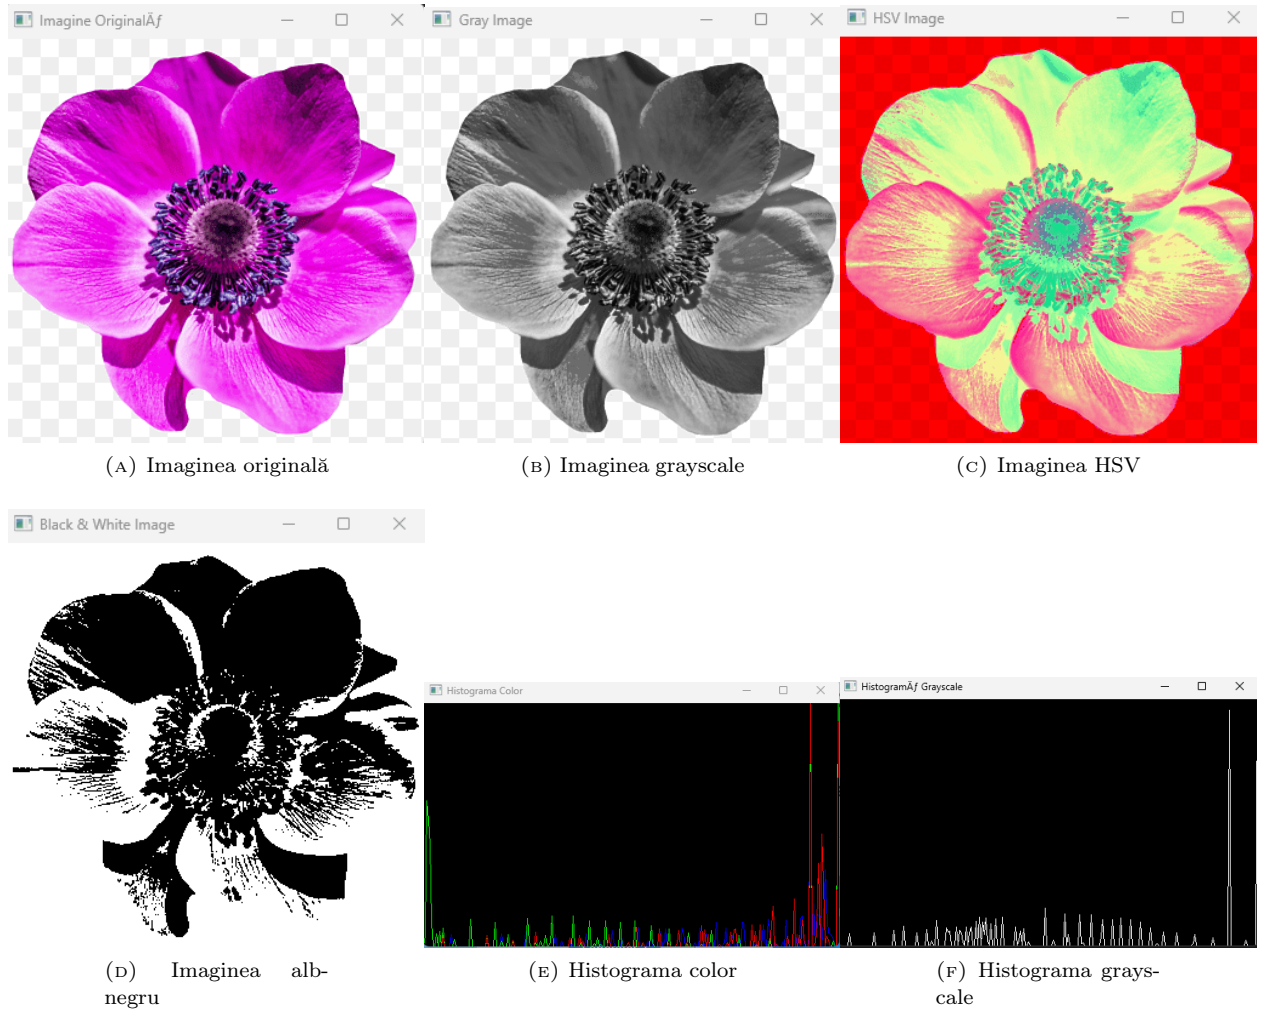 Imagine OriginalÄƒ
Gray Image
HSV Image
(A) Imaginea originală
(B) Imaginea grayscale
(C) Imaginea HSV
Black & White Image
Histograma Color
HistogramÄƒ Grayscale
(D) Imaginea alb-
negru
(E) Histograma color
(F) Histograma grays-
cale